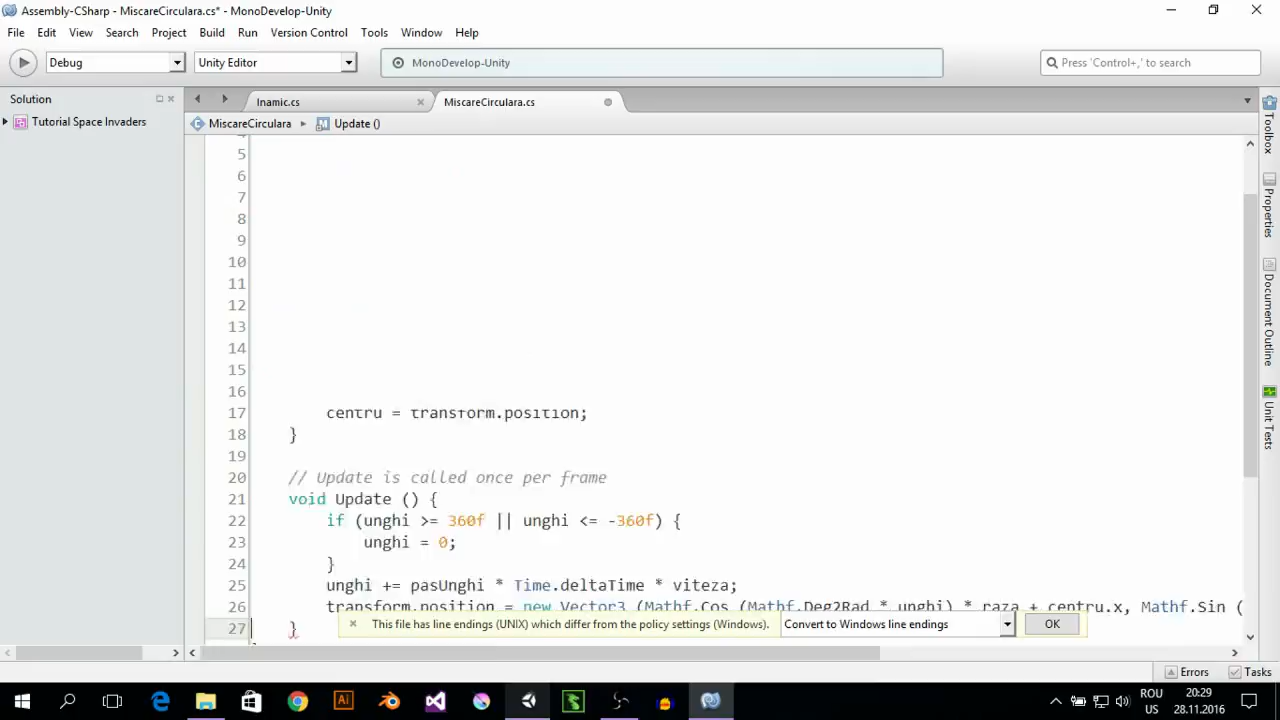 Assembly-CSharp - MiscareCirculara.cs* - MonoDevelop-Unity
File Edit View Search Project Build Run Version Control Tools Window Help
Debug Unity Editor MonoDevelop-Unity Press 'Control+,' to search
Solution Inamic.cs MiscareCirculara.cs
Tutorial Space Invaders MiscareCirculara Update ()
Toolbox
Properties
Document Outline
Unit Tests
5
6
7
8
9
10
11
12
13
14
15
16
17 centru = transform.position;
18 }
19
20 // Update is called once per frame
21 void Update () {
22 if (unghi >= 360f || unghi <= -360f) {
23 unghi = 0;
24 }
25 unghi += pasUnghi * Time.deltaTime * viteza;
26 transform.position = new Vector3 (Mathf.Cos (Mathf.Deg2Rad * unghi) * raza + centru.x, Mathf.Sin (
27 }
This file has line endings (UNIX) which differ from the policy settings (Windows). Convert to Windows line endings OK
Errors Tasks
ROU 20:29
US 28.11.2016